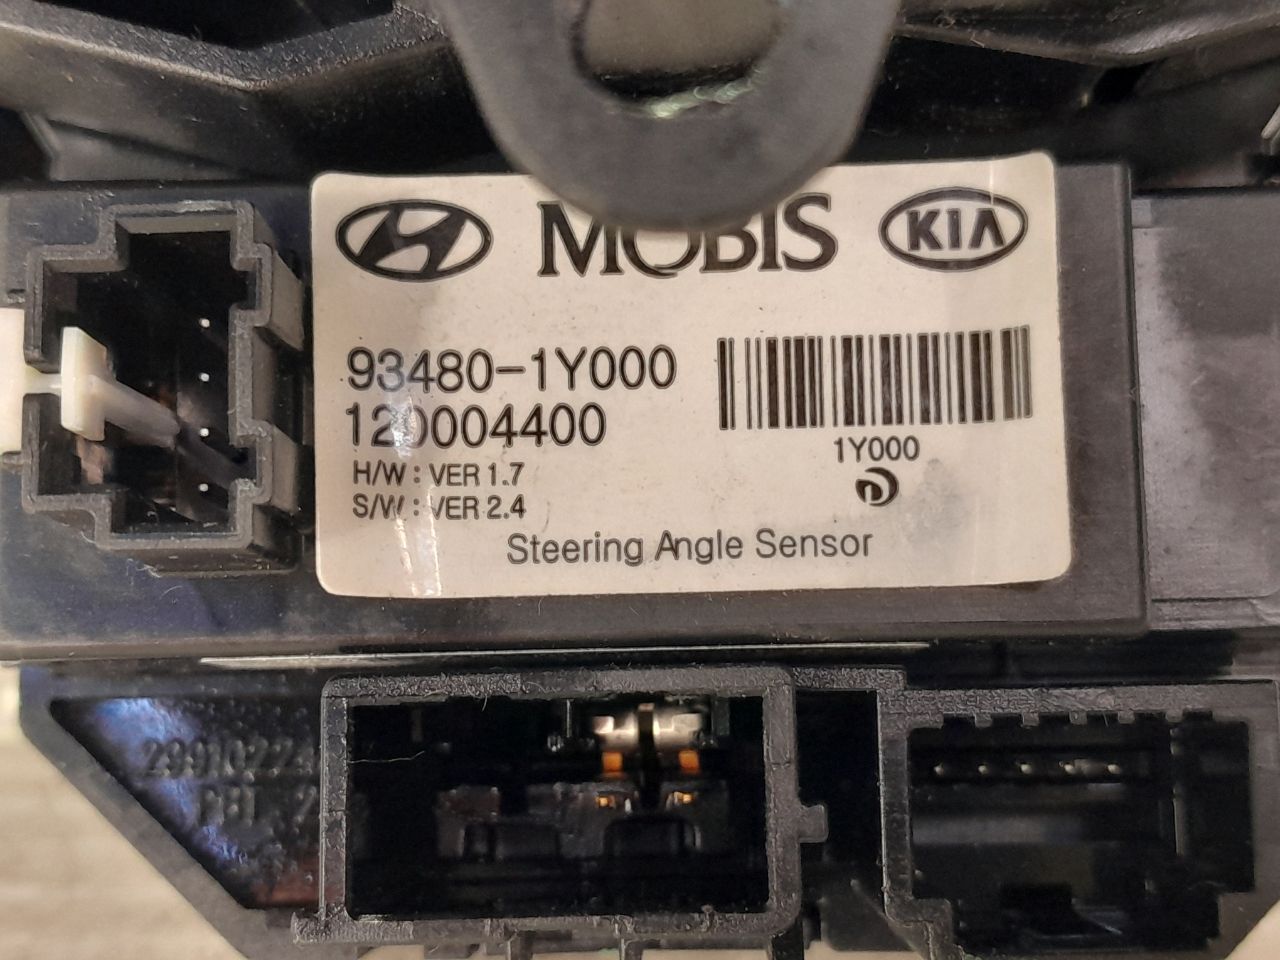 MOBIS KIA
93480-1Y000
120004400
H/W : VER 1.7
S/W : VER 2.4
1Y000
Steering Angle Sensor